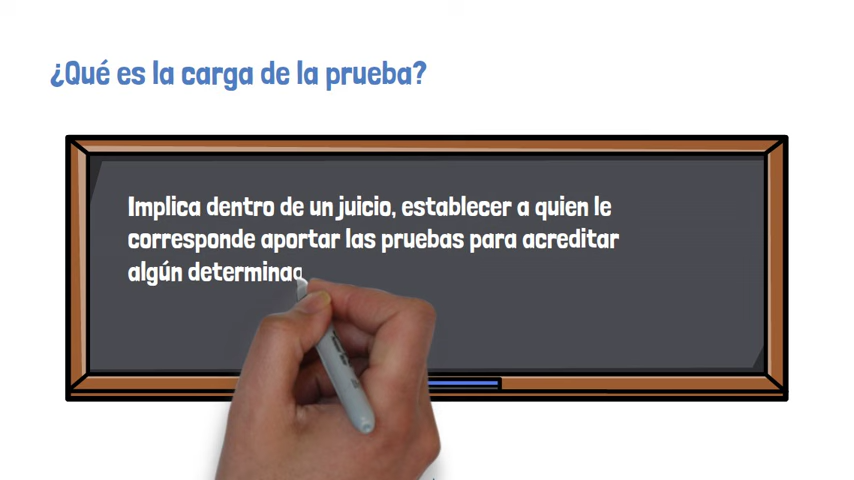 ¿Qué es la carga de la prueba?
Implica dentro de un juicio, establecer a quien le
corresponde aportar las pruebas para acreditar
algún